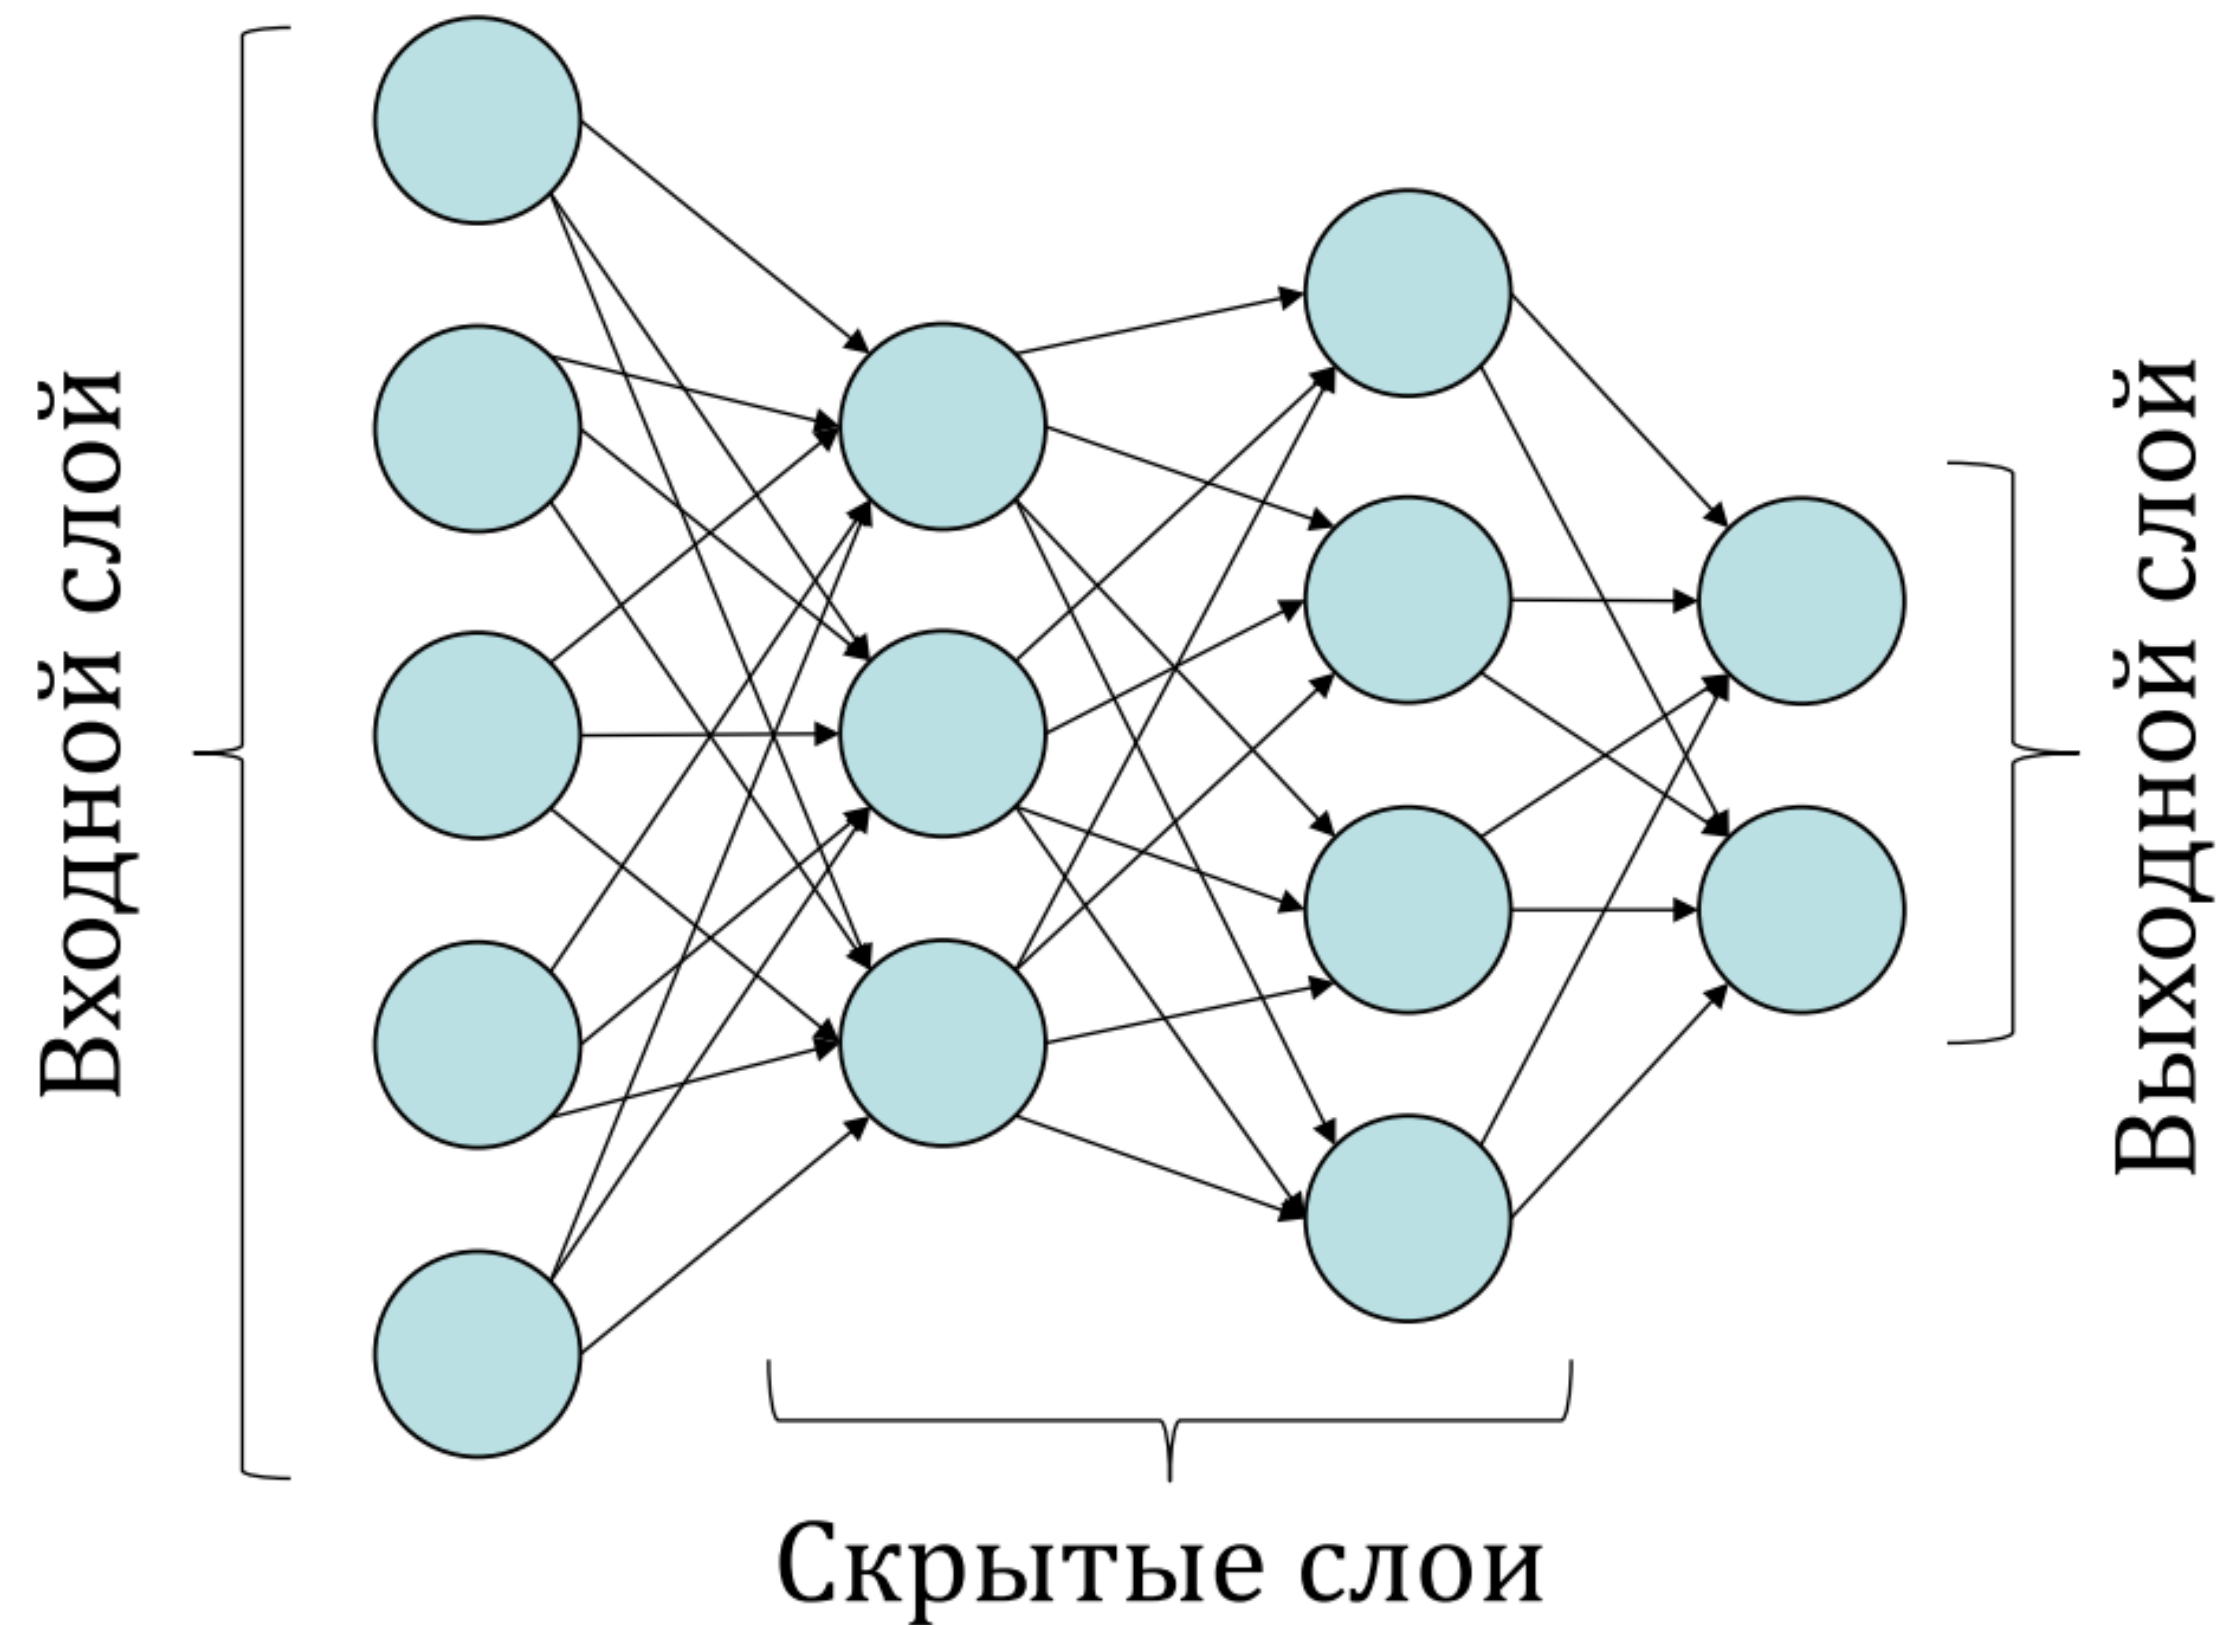 Входной слой
Скрытые слои
Выходной слой